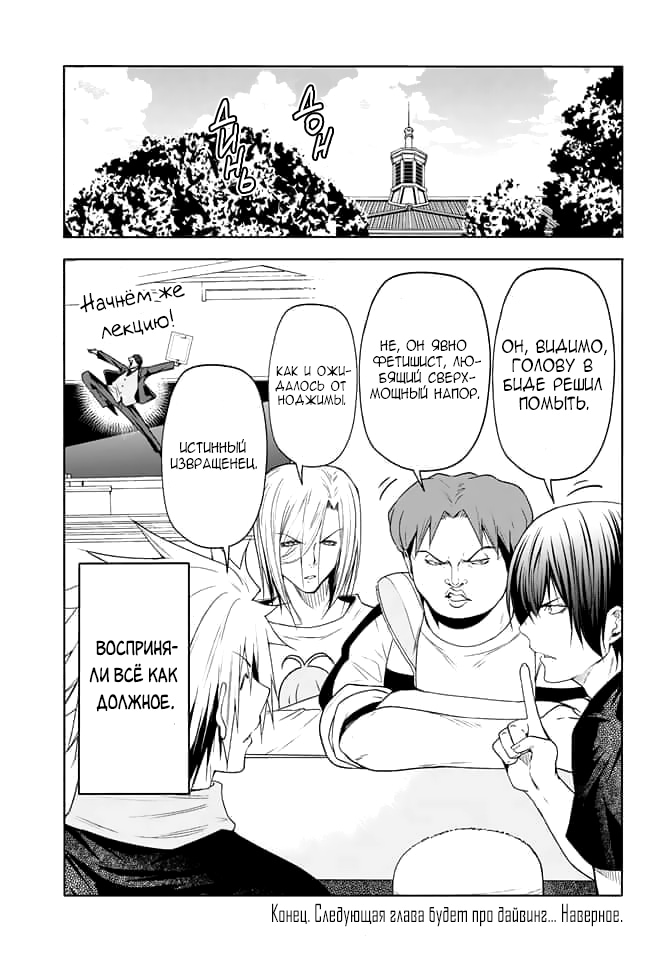 ДИНЬ
ДОН
ОН, ВИДИМО,
ГОЛОВУ В
БИДЕ РЕШИЛ
ПОМЫТЬ.
НЕ, ОН ЯВНО
ФЕТИШИСТ, ЛЮ-
БЯЩИЙ СВЕРХ-
МОЩНЫЙ НАПОР.
КАК И ОЖИ-
ДАЛОСЬ ОТ
НОДЖИМЫ.
Начнём же
лекцию!
ИСТИННЫЙ
ИЗВРАЩЕНЕЦ.
ВОСПРИНЯ-
ЛИ ВСЁ КАК
ДОЛЖНОЕ.
Конец. Следующая глава будет про дайвинг... Наверное.